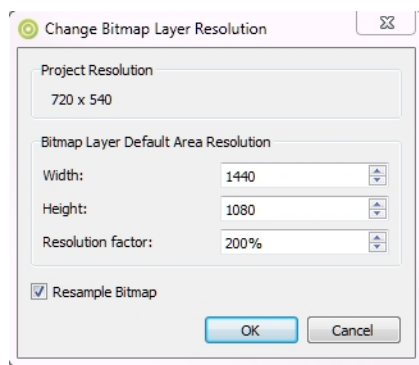 Change Bitmap Layer Resolution
Project Resolution
720 x 540
Bitmap Layer Default Area Resolution
Width: 1440
Height: 1080
Resolution factor: 200%
Resample Bitmap
OK Cancel